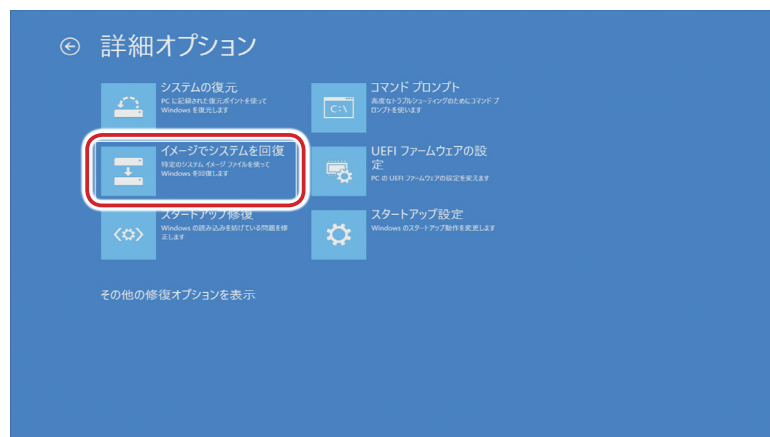 詳細オプション
システムの復元
PC に記録された復元ポイントを使って
Windows を復元します
コマンド プロンプト
高度なトラブルシューティングのためにコマンド プ
ロンプトを使います
C:\
イメージでシステムを回復
特定のシステム イメージ ファイルを使って
Windows を回復します
UEFI ファームウェアの設
定
PC の UEFI ファームウェアの設定を変えます
スタートアップ修復
Windows の読み込みを妨げている問題を修
正します
スタートアップ設定
Windows のスタートアップ動作を変更します
その他の修復オプションを表示